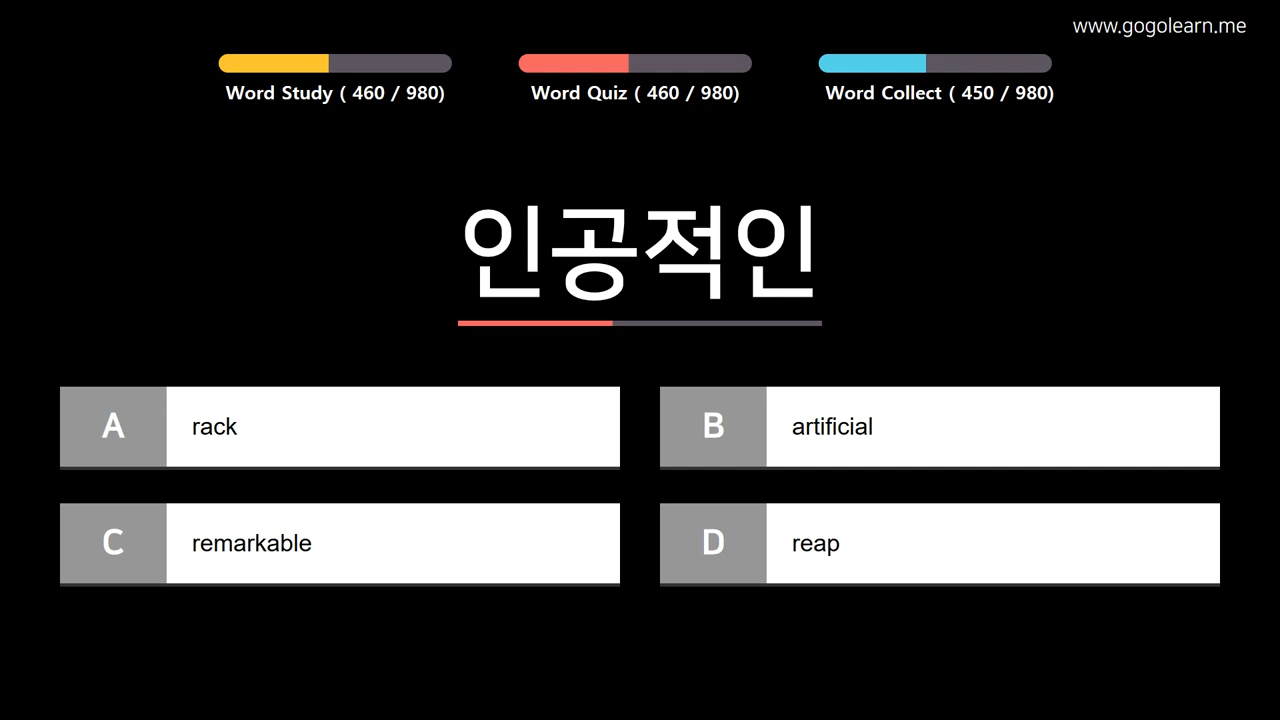 www.gogolearn.me
Word Study ( 460 / 980)
Word Quiz ( 460 / 980)
Word Collect ( 450 / 980)
인공적인
A rack
B artificial
C remarkable
D reap